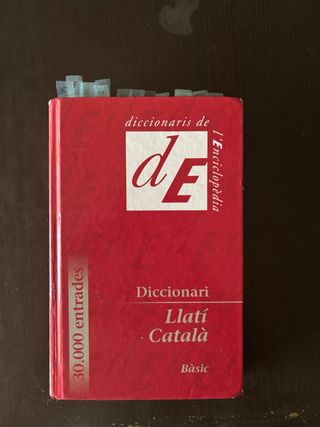 diccionaris de
l'Enciclopèdia
dE
30.000 entrades
Diccionari
Llatí
Català
Bàsic